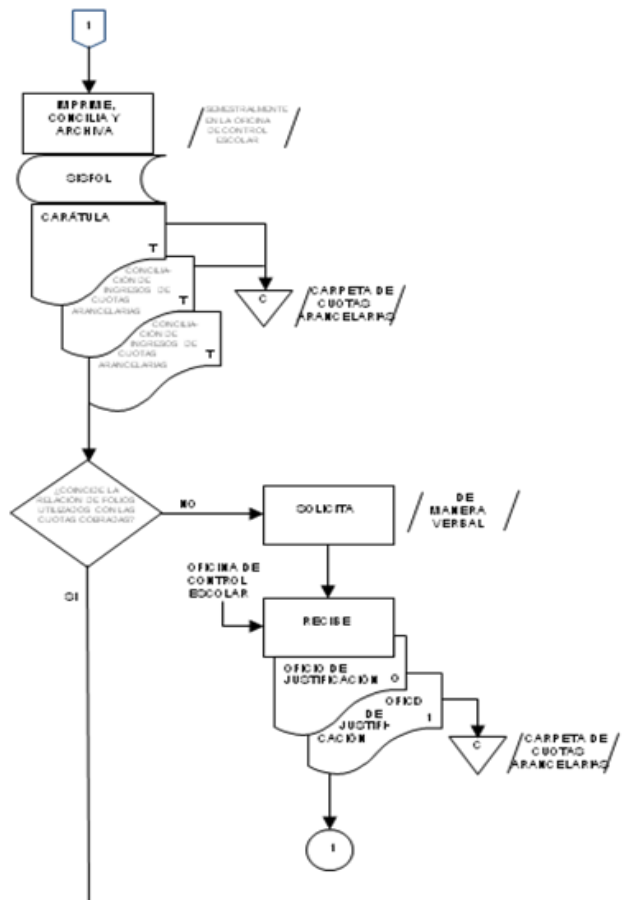 1
IMPRIME,
CONCILIA Y
ARCHIVA
SEMESTRALMENTE
EN LA OFICINA
DE CONTROL
ESCOLAR
SISFOL
CARÁTULA
T
CONCILIA-
CIÓN DE
INGRESOS DE
CUOTAS
ARANCELARIAS
T
CONCILIA-
CIÓN DE
INGRESOS DE
CUOTAS
ARANCELARIAS
T
C
CARPETA DE
CUOTAS
ARANCELARIAS
¿COINCIDE LA
RELACIÓN DE FOLIOS
UTILIZADOS CON LAS
CUOTAS COBRADAS?
NO
SOLICITA
DE
MANERA
VERBAL
SI
OFICINA DE
CONTROL
ESCOLAR
RECIBE
OFICIO DE
JUSTIFICACIÓN O
OFICIO
DE 1
JUSTIFI-
CACIÓN
C
CARPETA DE
CUOTAS
ARANCELARIAS
1